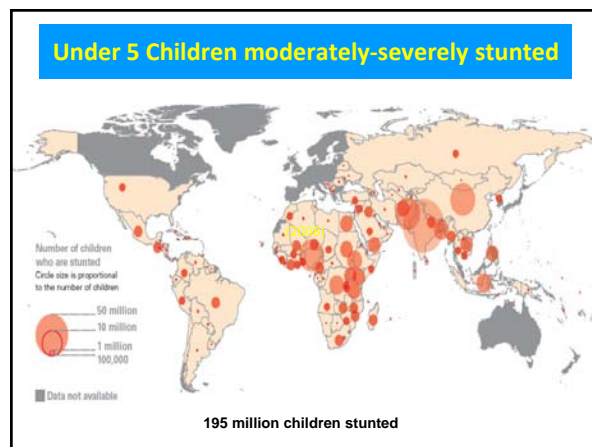 Under 5 Children moderately-severely stunted
Number of children
who are stunted
Circle size is proportional
to the number of children
50 million
10 million
1 million
100,000
Data not available
195 million children stunted